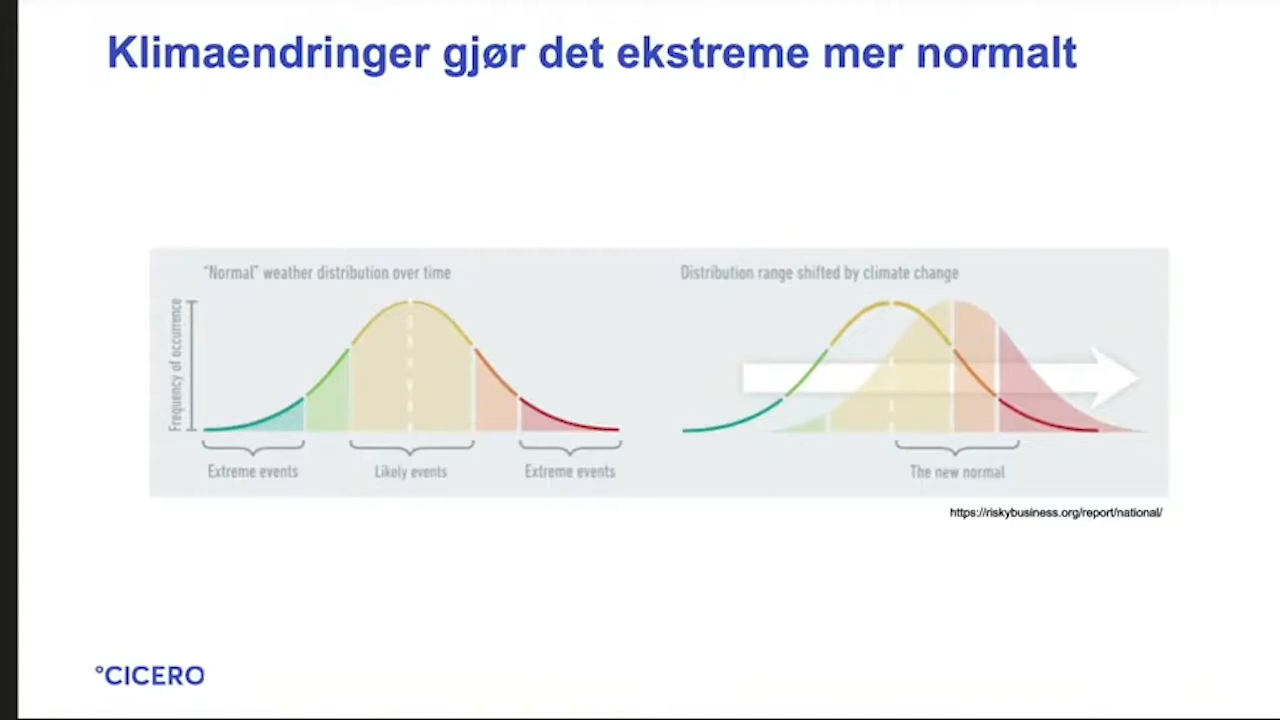 Klimaendringer gjør det ekstreme mer normalt
"Normal" weather distribution over time
Frequency of occurrence
Extreme events
Likely events
Extreme events
Distribution range shifted by climate change
The new normal
https://riskybusiness.org/report/national/
°CICERO